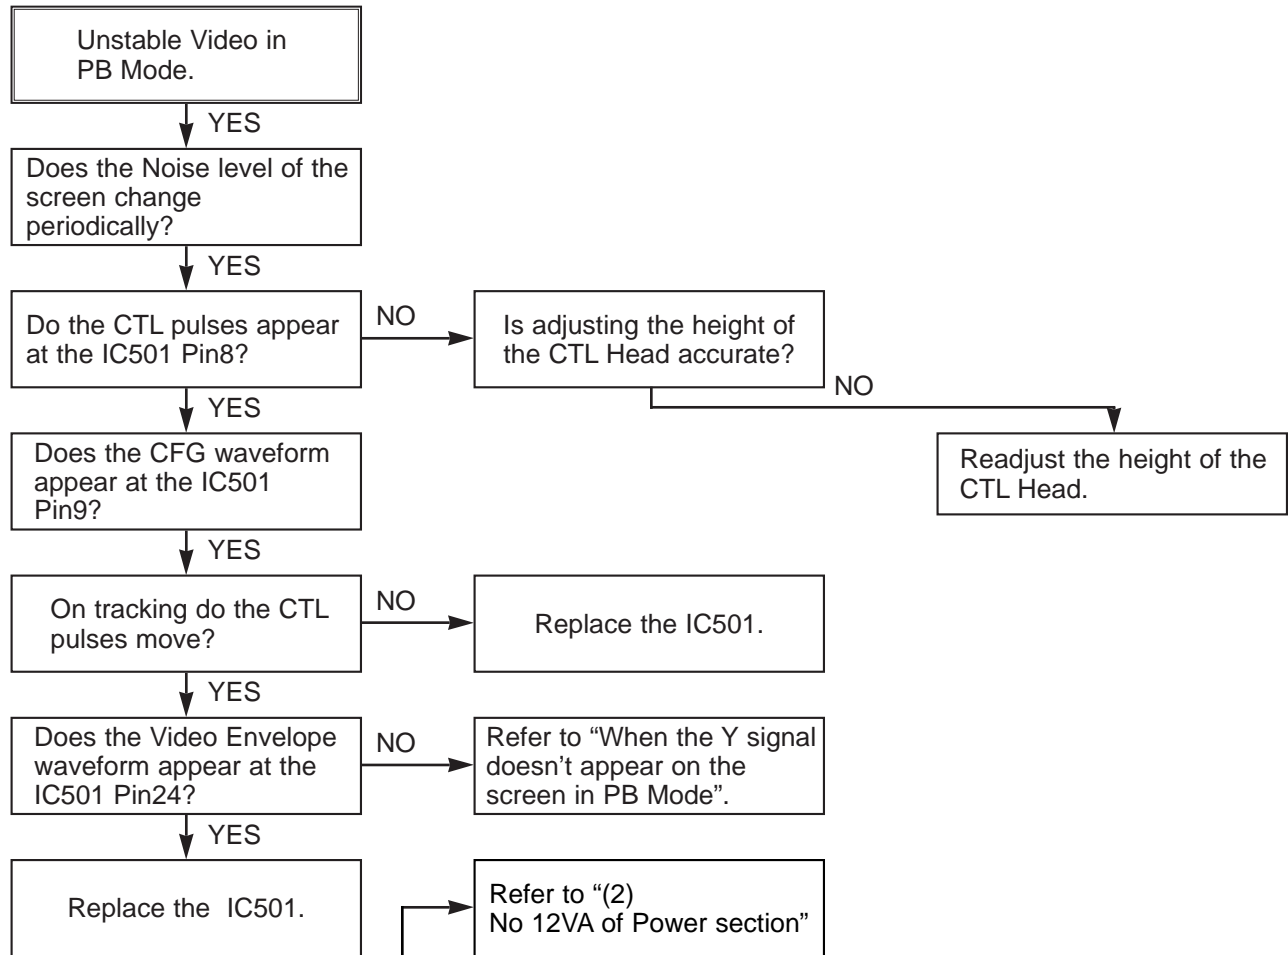 Unstable Video in
PB Mode.
YES
Does the Noise level of the
screen change
periodically?
YES
Do the CTL pulses appear
at the IC501 Pin8?
NO
Is adjusting the height of
the CTL Head accurate?
NO
Readjust the height of the
CTL Head.
YES
Does the CFG waveform
appear at the IC501
Pin9?
YES
On tracking do the CTL
pulses move?
NO
Replace the IC501.
YES
Does the Video Envelope
waveform appear at the
IC501 Pin24?
NO
Refer to “When the Y signal
doesn't appear on the
screen in PB Mode”.
YES
Replace the IC501.
Refer to “(2)
No 12VA of Power section”